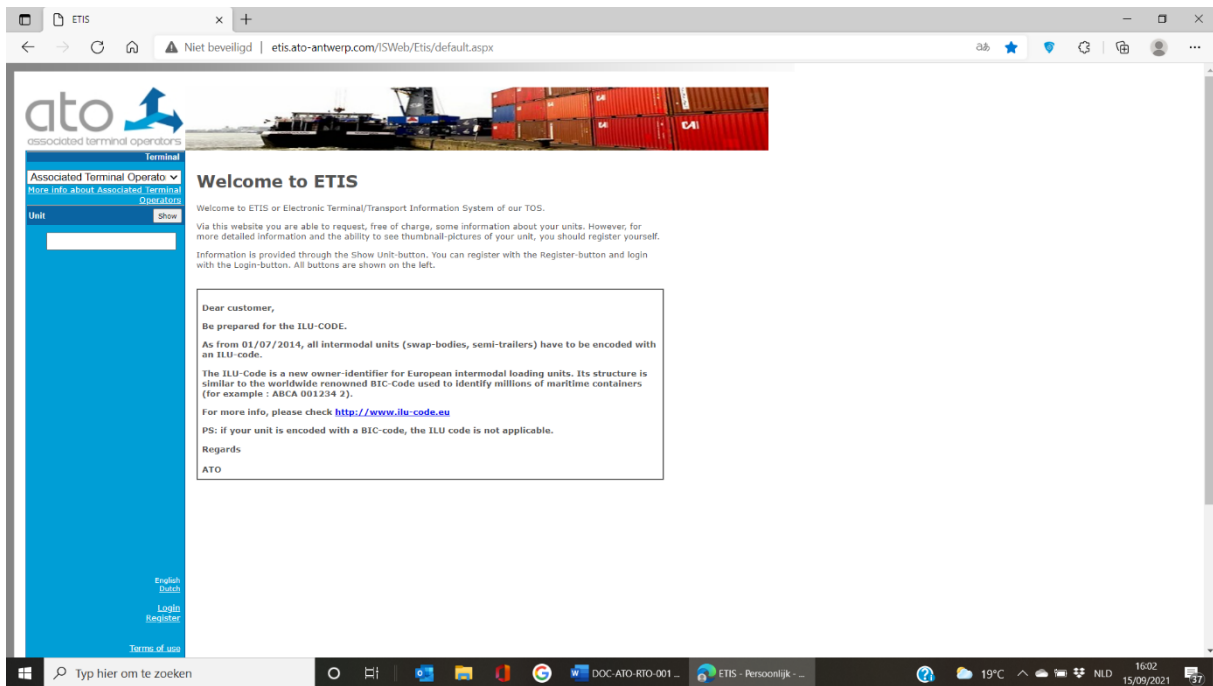 ETIS
Niet beveiligd | etis.ato-antwerp.com/ISWeb/Etis/default.aspx
ato
associated terminal operators
Terminal
Associated Terminal Operato
More info about Associated Terminal
Operators
Unit
Show
Welcome to ETIS
Welcome to ETIS or Electronic Terminal/Transport Information System of our TOS.
Via this website you are able to request, free of charge, some information about your units. However, for
more detailed information and the ability to see thumbnail-pictures of your unit, you should register yourself.
Information is provided through the Show Unit-button. You can register with the Register-button and login
with the Login-button. All buttons are shown on the left.
Dear customer,
Be prepared for the ILU-CODE.
As from 01/07/2014, all intermodal units (swap-bodies, semi-trailers) have to be encoded with
an ILU-code.
The ILU-Code is a new owner-identifier for European intermodal loading units. Its structure is
similar to the worldwide renowned BIC-Code used to identify millions of maritime containers
(for example : ABCA 001234 2).
For more info, please check http://www.ilu-code.eu
PS: if your unit is encoded with a BIC-code, the ILU code is not applicable.
Regards
ATO
English
Dutch
Login
Register
Terms of use
Typ hier om te zoeken
DOC-ATO-RTO-001 ...
ETIS - Persoonlijk - ...
19°C
NLD
16:02
15/09/2021
37